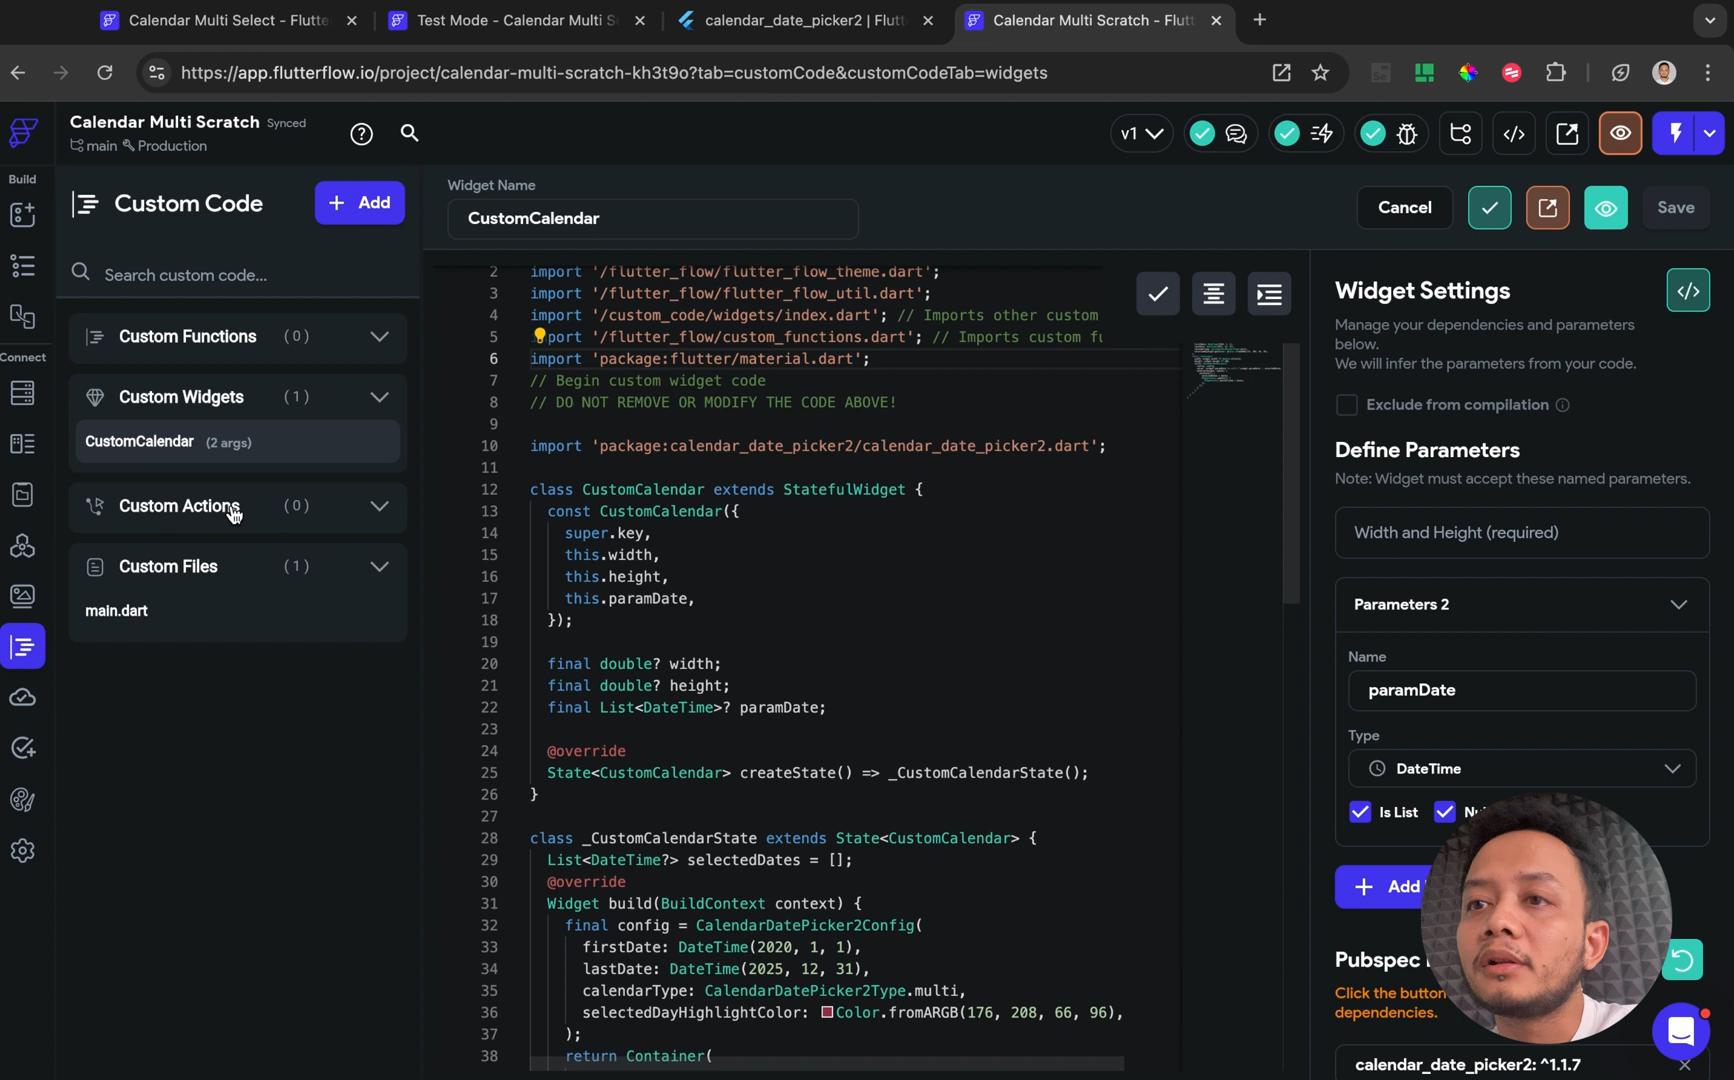 Calendar Multi Select - Flutte
Test Mode - Calendar Multi S
calendar_date_picker2 | Flutt
Calendar Multi Scratch - Flutt
https://app.flutterflow.io/project/calendar-multi-scratch-kh3t9o?tab=customCode&customCodeTab=widgets
Calendar Multi Scratch Synced
main Production
v1
Build
Connect
Custom Code
Add
Search custom code...
Custom Functions (0)
Custom Widgets (1)
CustomCalendar (2 args)
Custom Actions (0)
Custom Files (1)
main.dart
Widget Name
CustomCalendar
Cancel
Save
2 import '/flutter_flow/flutter_flow_theme.dart';
3 import '/flutter_flow/flutter_flow_util.dart';
4 import '/custom_code/widgets/index.dart'; // Imports other custom
5 port '/flutter_flow/custom_functions.dart'; // Imports custom fu
6 import 'package:flutter/material.dart';
7 // Begin custom widget code
8 // DO NOT REMOVE OR MODIFY THE CODE ABOVE!
9
10 import 'package:calendar_date_picker2/calendar_date_picker2.dart';
11
12 class CustomCalendar extends StatefulWidget {
13 const CustomCalendar({
14 super.key,
15 this.width,
16 this.height,
17 this.paramDate,
18 });
19
20 final double? width;
21 final double? height;
22 final List<DateTime>? paramDate;
23
24 @override
25 State<CustomCalendar> createState() => _CustomCalendarState();
26 }
27
28 class _CustomCalendarState extends State<CustomCalendar> {
29 List<DateTime?> selectedDates = [];
30 @override
31 Widget build(BuildContext context) {
32 final config = CalendarDatePicker2Config(
33 firstDate: DateTime(2020, 1, 1),
34 lastDate: DateTime(2025, 12, 31),
35 calendarType: CalendarDatePicker2Type.multi,
36 selectedDayHighlightColor: Color.fromARGB(176, 208, 66, 96),
37 );
38 return Container(
Widget Settings
Manage your dependencies and parameters
below.
We will infer the parameters from your code.
Exclude from compilation
Define Parameters
Note: Widget must accept these named parameters.
Width and Height (required)
Parameters 2
Name
paramDate
Type
DateTime
Is List
Add
Pubspec
Click the button
dependencies.
calendar_date_picker2: ^1.1.7